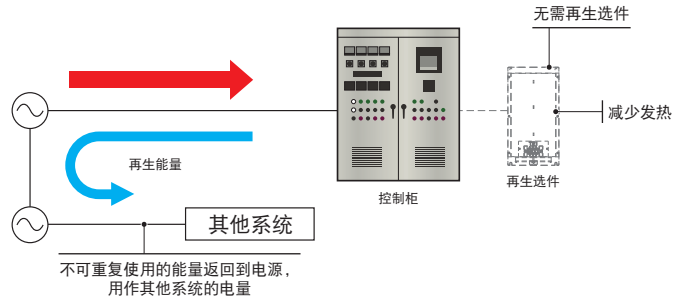 无需再生选件
减少发热
再生能量
再生选件
控制柜
其他系统
不可重复使用的能量返回到电源，
用作其他系统的电量